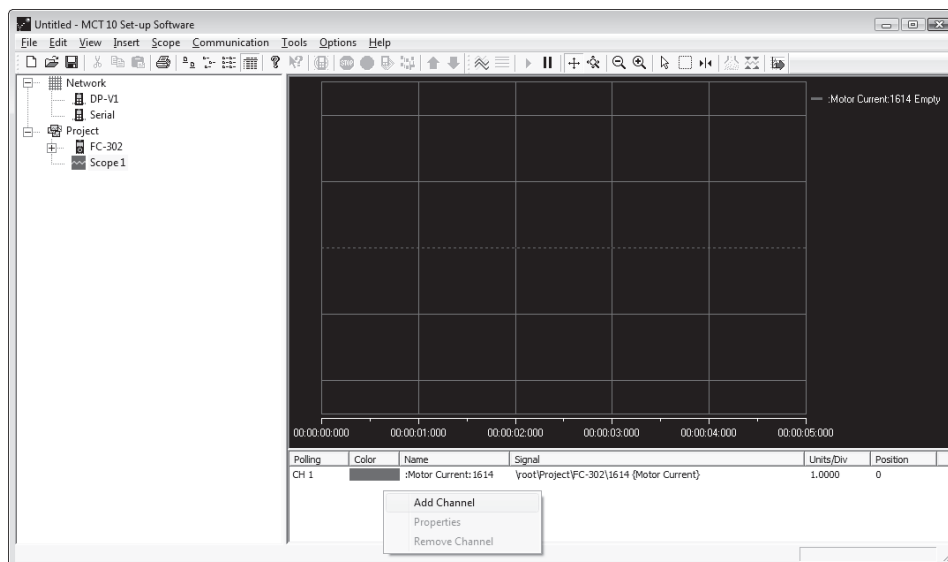 Untitled - MCT 10 Set-up Software
File Edit View Insert Scope Communication Tools Options Help
Network
DP-V1
Serial
Project
FC-302
Scope1
:Motor Current:1614 Empty
00:00:00:000 00:00:01:000 00:00:02:000 00:00:03:000 00:00:04:000 00:00:05:000
Polling Color Name Signal Units/Div Position
CH 1 :Motor Current:1614 \root\Project\FC-302\1614 {Motor Current} 1.0000 0
Add Channel
Properties
Remove Channel